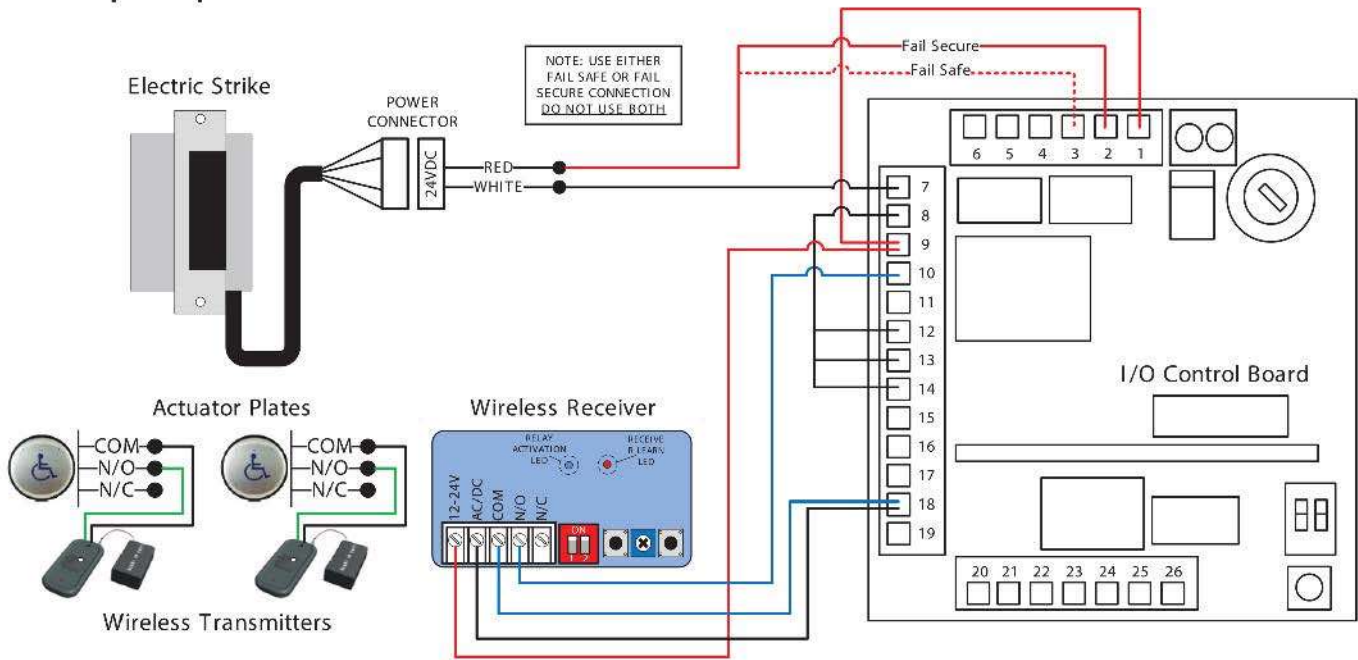 Electric Strike
POWER
CONNECTOR
NOTE: USE EITHER
FAIL SAFE OR FAIL
SECURE CONNECTION
DO NOT USE BOTH
Fail Secure
Fail Safe
24VDC
RED
WHITE
6 5 4 3 2 1
7
8
9
10
11
12
13
14
15
16
17
18
19
I/O Control Board
20 21 22 23 24 25 26
Actuator Plates
COM
N/O
N/C
COM
N/O
N/C
Wireless Transmitters
Wireless Receiver
RELAY
ACTIVATION
LED
RECEIVE
R LEARN
LED
12-24V
AC/DC
COM
N/O
N/C
ON
1 2